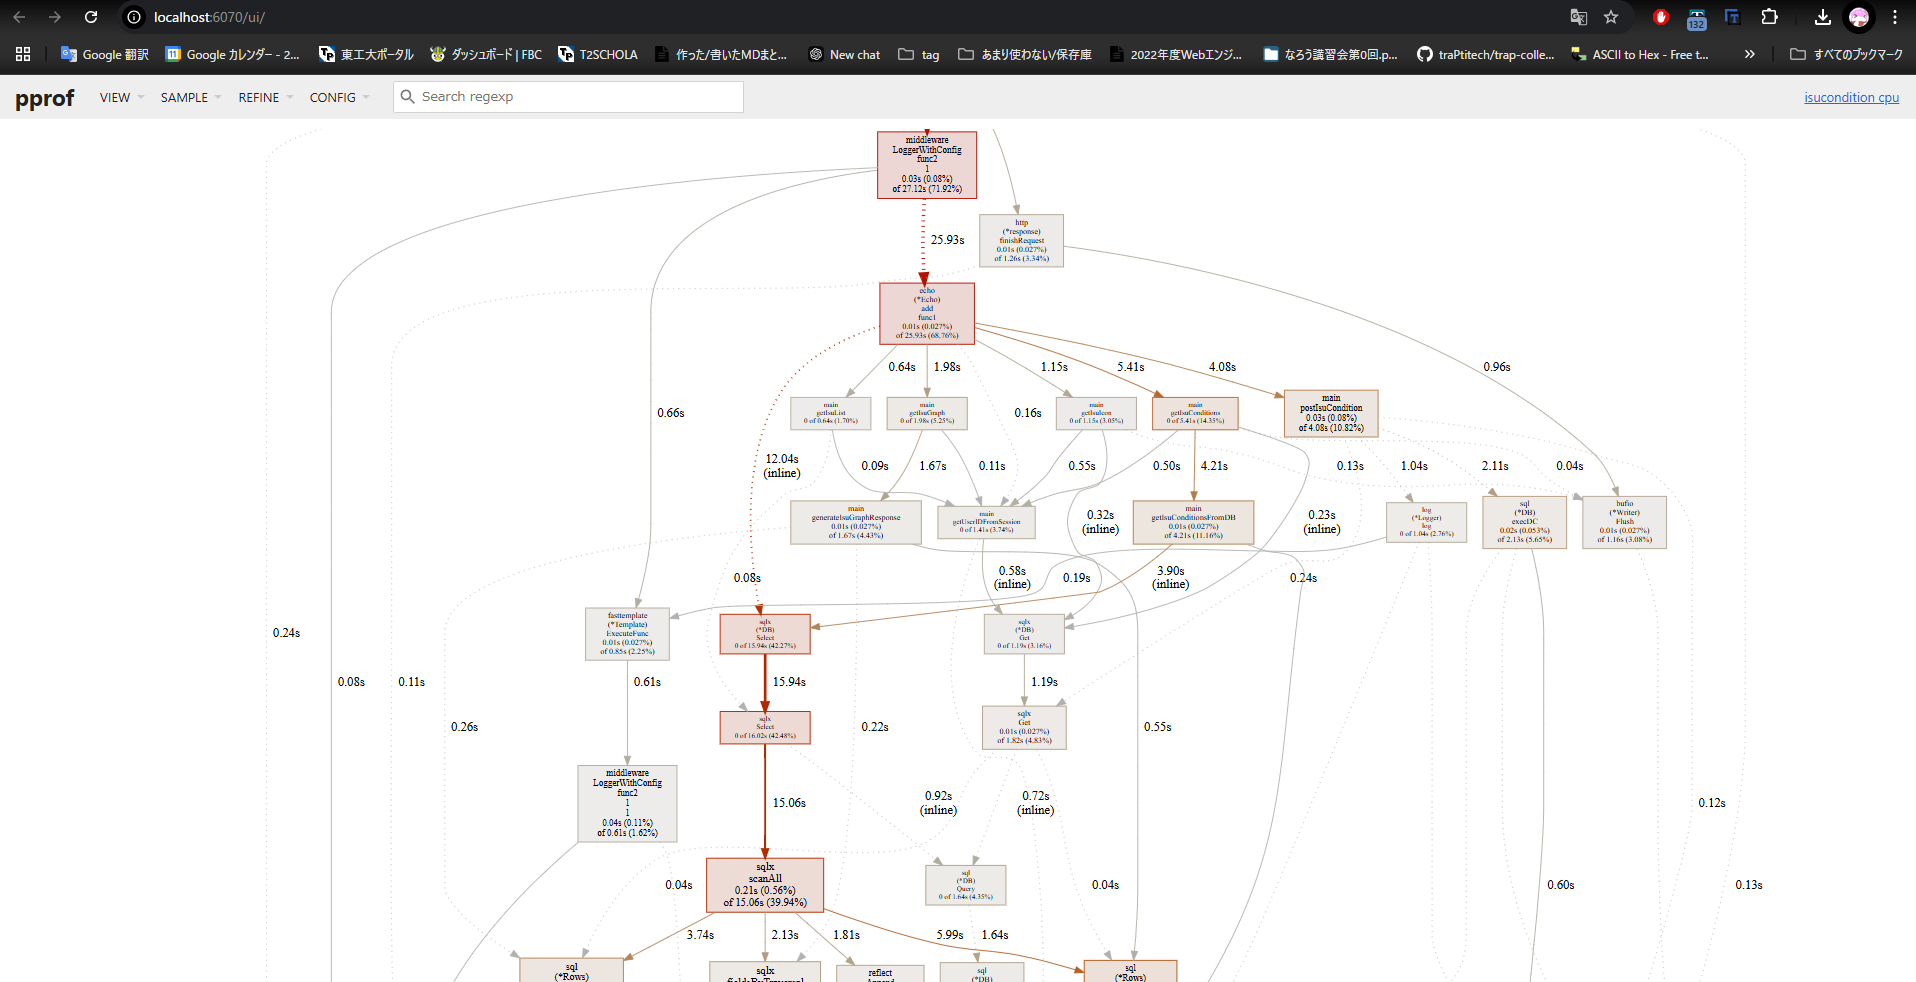 localhost:6070/ui/
132
Google 翻訳
Google カレンダー - 2...
東工大ポータル
ダッシュボード | FBC
T2SCHOLA
作った/書いたMDまと...
New chat
tag
あまり使わない/保存庫
2022年度Webエンジ...
なろう講習会第0回.p...
traPtitech/trap-colle...
ASCII to Hex - Free t...
»
すべてのブックマーク
pprof
VIEW
SAMPLE
REFINE
CONFIG
Search regexp
isucondition cpu
middleware
LoggerWithConfig
func2
1
0.03s (0.08%)
of 27.12s (71.92%)
25.93s
http
(*response)
finishRequest
0.01s (0.027%)
of 1.26s (3.34%)
echo
(*Echo)
add
func1
0.01s (0.027%)
of 25.93s (68.76%)
0.64s
1.98s
1.15s
5.41s
4.08s
0.96s
0.66s
main
getIsuList
0 of 0.64s (1.70%)
main
getIsuGraph
0 of 1.98s (5.25%)
0.16s
main
getIsuIcon
0 of 1.15s (3.05%)
main
getIsuConditions
0 of 5.41s (14.35%)
main
postIsuCondition
0.03s (0.08%)
of 4.08s (10.82%)
12.04s
(inline)
0.09s
1.67s
0.11s
0.55s
0.50s
4.21s
0.13s
1.04s
2.11s
0.04s
main
generateIsuGraphResponse
0.01s (0.027%)
of 1.67s (4.43%)
main
getUserIDFromSession
0 of 1.41s (3.74%)
0.32s
(inline)
main
getIsuConditionsFromDB
0.01s (0.027%)
of 4.21s (11.16%)
0.23s
(inline)
log
(*Logger)
log
0 of 1.04s (2.76%)
sql
(*DB)
execDC
0.02s (0.053%)
of 2.13s (5.65%)
bufio
(*Writer)
Flush
0.01s (0.027%)
of 1.16s (3.08%)
0.08s
0.58s
(inline)
0.19s
3.90s
(inline)
0.24s
0.24s
fasttemplate
(*Template)
ExecuteFunc
0.01s (0.027%)
of 0.85s (2.25%)
sqlx
(*DB)
Select
0 of 15.94s (42.27%)
sqlx
(*DB)
Get
0 of 1.19s (3.16%)
0.08s
0.11s
0.61s
15.94s
1.19s
0.26s
sqlx
Select
0 of 16.02s (42.48%)
0.22s
sqlx
Get
0.01s (0.027%)
of 1.82s (4.83%)
0.55s
middleware
LoggerWithConfig
func2
1
1
0.04s (0.11%)
of 0.61s (1.62%)
15.06s
0.92s
(inline)
0.72s
(inline)
0.12s
sqlx
scanAll
0.21s (0.56%)
of 15.06s (39.94%)
0.04s
sql
(*DB)
Query
0 of 1.64s (4.35%)
0.04s
0.60s
0.13s
3.74s
2.13s
1.81s
5.99s
1.64s
sql
(*Rows)
sqlx
reflect
sql
(*DB)
sql
(*Rows)